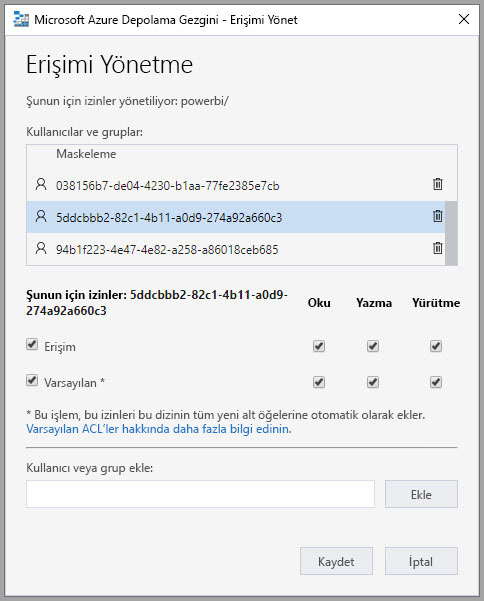 Microsoft Azure Depolama Gezgini - Erişimi Yönet
Erişimi Yönetme
Şunun için izinler yönetiliyor: powerbi/
Kullanıcılar ve gruplar:
Maskeleme
038156b7-de04-4230-b1aa-77fe2385e7cb
5ddcbbb2-82c1-4b11-a0d9-274a92a660c3
94b1f223-4e47-4e82-a258-a86018ceb685
Şunun için izinler: 5ddcbbb2-82c1-4b11-a0d9-
274a92a660c3
Oku Yazma Yürütme
Erişim
Varsayılan *
* Bu işlem, bu izinleri bu dizinin tüm yeni alt öğelerine otomatik olarak ekler.
Varsayılan ACL’ler hakkında daha fazla bilgi edinin.
Kullanıcı veya grup ekle:
Ekle
Kaydet İptal